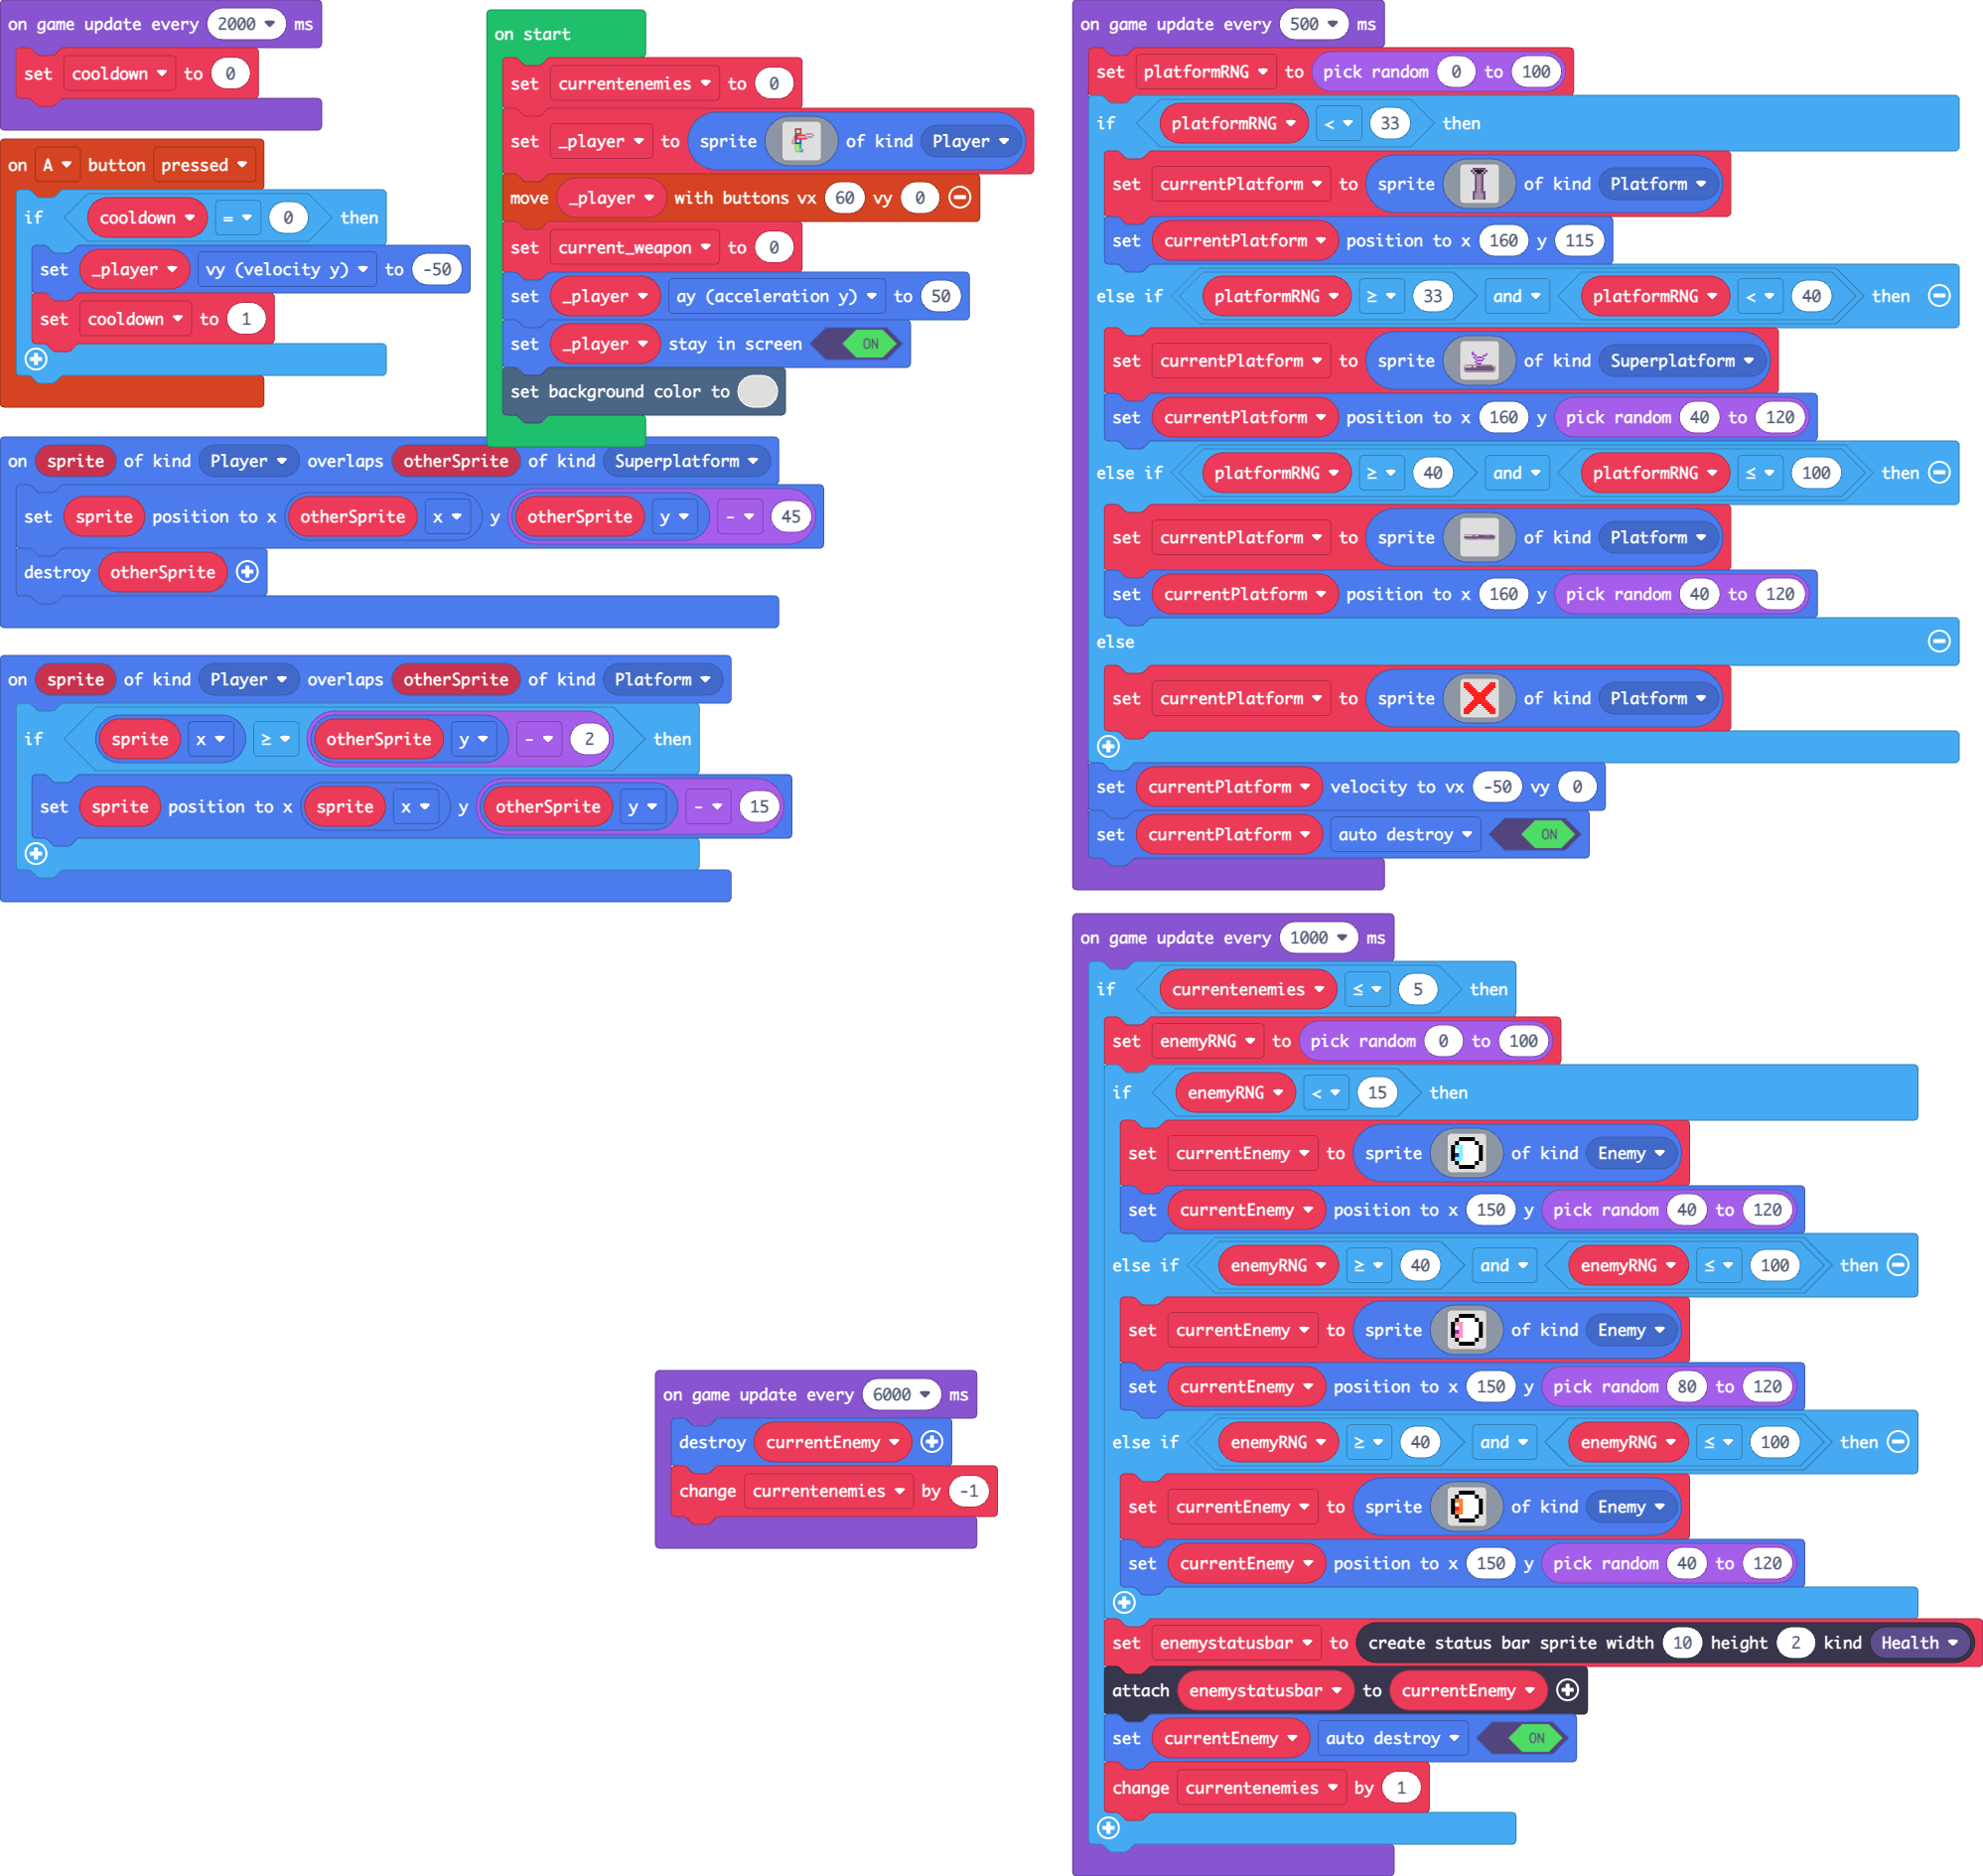 on game update every 2000 ms
set cooldown to 0
on A button pressed
if cooldown = 0 then
set _player vy (velocity y) to -50
set cooldown to 1
on start
set currentenemies to 0
set _player to sprite of kind Player
move _player with buttons vx 60 vy 0
set current_weapon to 0
set _player ay (acceleration y) to 50
set _player stay in screen ON
set background color to
on sprite of kind Player overlaps otherSprite of kind Superplatform
set sprite position to x otherSprite x y otherSprite y - 45
destroy otherSprite
on sprite of kind Player overlaps otherSprite of kind Platform
if sprite x ≥ otherSprite y - 2 then
set sprite position to x sprite x y otherSprite y - 15
on game update every 500 ms
set platformRNG to pick random 0 to 100
if platformRNG < 33 then
set currentPlatform to sprite of kind Platform
set currentPlatform position to x 160 y 115
else if platformRNG ≥ 33 and platformRNG < 40 then
set currentPlatform to sprite of kind Superplatform
set currentPlatform position to x 160 y pick random 40 to 120
else if platformRNG ≥ 40 and platformRNG ≤ 100 then
set currentPlatform to sprite of kind Platform
set currentPlatform position to x 160 y pick random 40 to 120
else
set currentPlatform to sprite of kind Platform
set currentPlatform velocity to vx -50 vy 0
set currentPlatform auto destroy ON
on game update every 1000 ms
if currentenemies ≤ 5 then
set enemyRNG to pick random 0 to 100
if enemyRNG < 15 then
set currentEnemy to sprite of kind Enemy
set currentEnemy position to x 150 y pick random 40 to 120
else if enemyRNG ≥ 40 and enemyRNG ≤ 100 then
set currentEnemy to sprite of kind Enemy
set currentEnemy position to x 150 y pick random 80 to 120
else if enemyRNG ≥ 40 and enemyRNG ≤ 100 then
set currentEnemy to sprite of kind Enemy
set currentEnemy position to x 150 y pick random 40 to 120
set enemystatusbar to create status bar sprite width 10 height 2 kind Health
attach enemystatusbar to currentEnemy
set currentEnemy auto destroy ON
change currentenemies by 1
on game update every 6000 ms
destroy currentEnemy
change currentenemies by -1